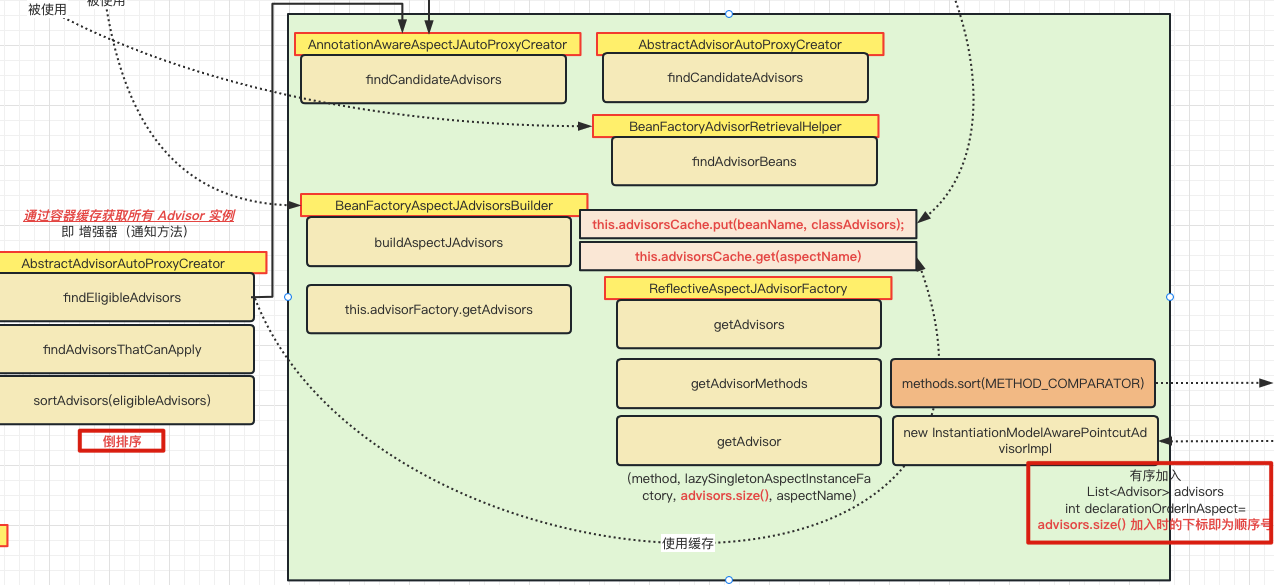 被使用
被使用
AnnotationAwareAspectJAutoProxyCreator
findCandidateAdvisors
AbstractAdvisorAutoProxyCreator
findCandidateAdvisors
BeanFactoryAdvisorRetrievalHelper
findAdvisorBeans
BeanFactoryAspectJAdvisorsBuilder
buildAspectJAdvisors
this.advisorsCache.put(beanName, classAdvisors);
this.advisorsCache.get(aspectName)
this.advisorFactory.getAdvisors
通过容器缓存获取所有 Advisor 实例
即 增强器（通知方法）
AbstractAdvisorAutoProxyCreator
findEligibleAdvisors
findAdvisorsThatCanApply
sortAdvisors(eligibleAdvisors)
倒排序
ReflectiveAspectJAdvisorFactory
getAdvisors
getAdvisorMethods
methods.sort(METHOD_COMPARATOR)
getAdvisor
new InstantiationModelAwarePointcutAd
visorImpl
(method, lazySingletonAspectInstanceFa
ctory, advisors.size(), aspectName)
有序加入
List<Advisor> advisors
int declarationOrderInAspect=
advisors.size() 加入时的下标即为顺序号
使用缓存